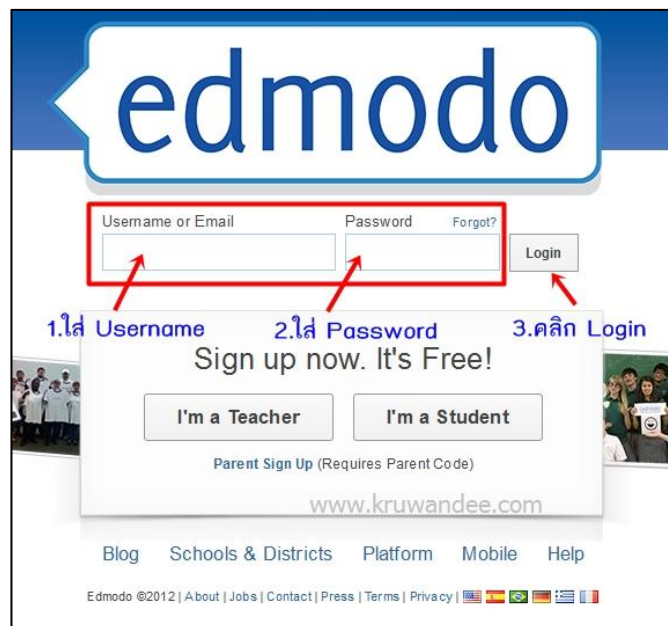 edmodo
Username or Email Password Forgot?
Login
1.ใส่ Username 2.ใส่ Password 3.คลิก Login
Sign up now. It's Free!
I'm a Teacher I'm a Student
Parent Sign Up (Requires Parent Code)
www.kruwandee.com
Blog Schools & Districts Platform Mobile Help
Edmodo ©2012 | About | Jobs | Contact | Press | Terms | Privacy |